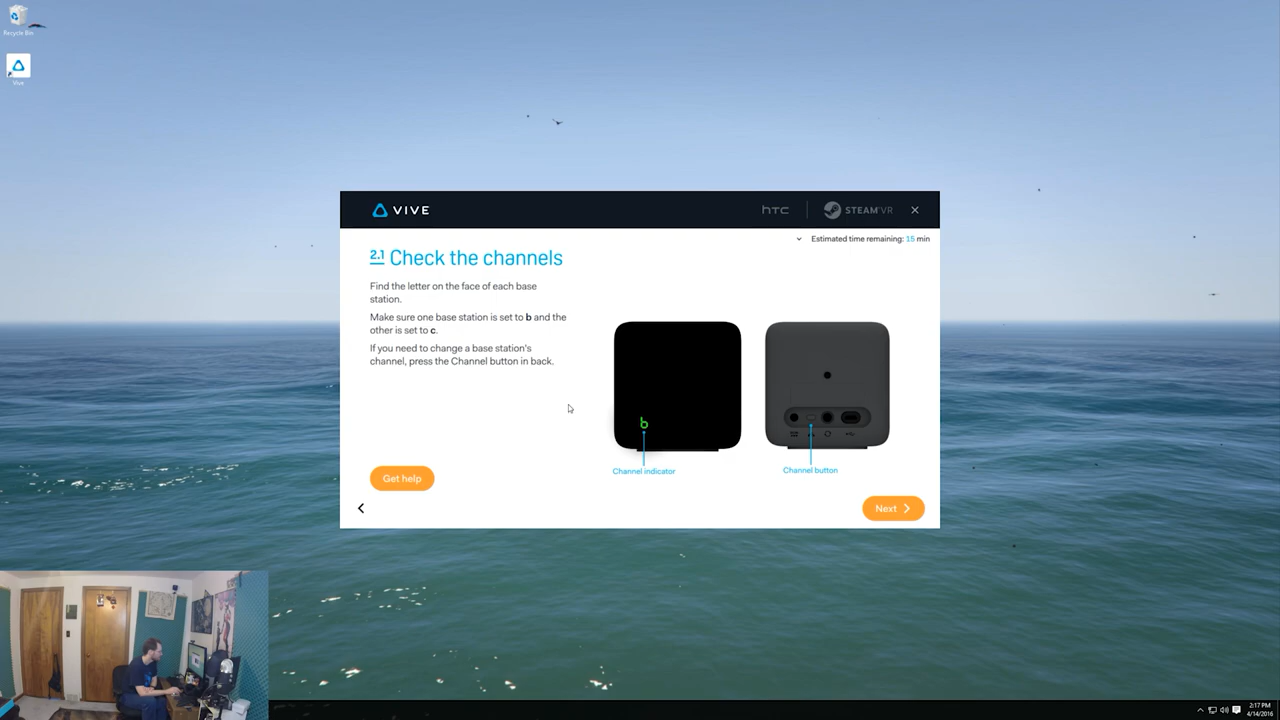 Recycle Bin
Vive
VIVE
hTC
STEAM VR
Estimated time remaining: 15 min
2.1 Check the channels
Find the letter on the face of each base
station.
Make sure one base station is set to b and the
other is set to c.
If you need to change a base station's
channel, press the Channel button in back.
b
Channel indicator
Channel button
Get help
Next
2:17 PM
4/14/2016